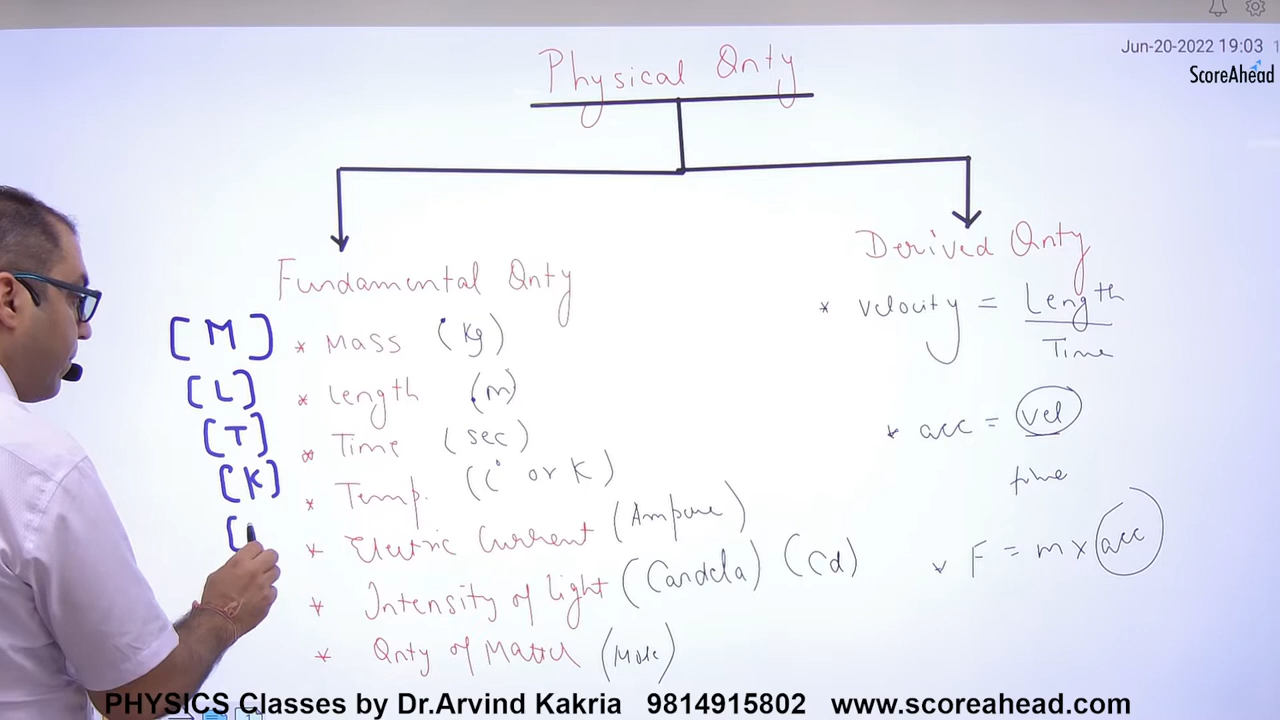 Jun-20-2022 19:03
ScoreAhead
Physical Qnty
Fundamental Qnty
[M] * Mass (Kg)
[L] * Length (m)
[T] * Time (sec)
[K] * Temp. (C° or K)
[ * Electric Current (Ampere)
* Intensity of light (Candela) (Cd)
* Qnty of Matter (Mole)
Derived Qnty
* velocity = Length
Time
* acc = vel
time
* F = m × acc
PHYSICS Classes by Dr.Arvind Kakria 9814915802 www.scoreahead.com